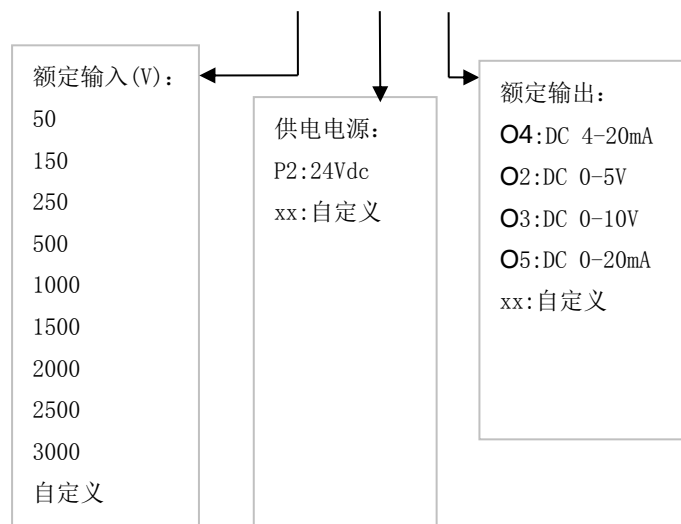 额定输入(V):
50
150
250
500
1000
1500
2000
2500
3000
自定义
供电电源:
P2:24Vdc
xx:自定义
额定输出:
O4:DC 4-20mA
O2:DC 0-5V
O3:DC 0-10V
O5:DC 0-20mA
xx:自定义